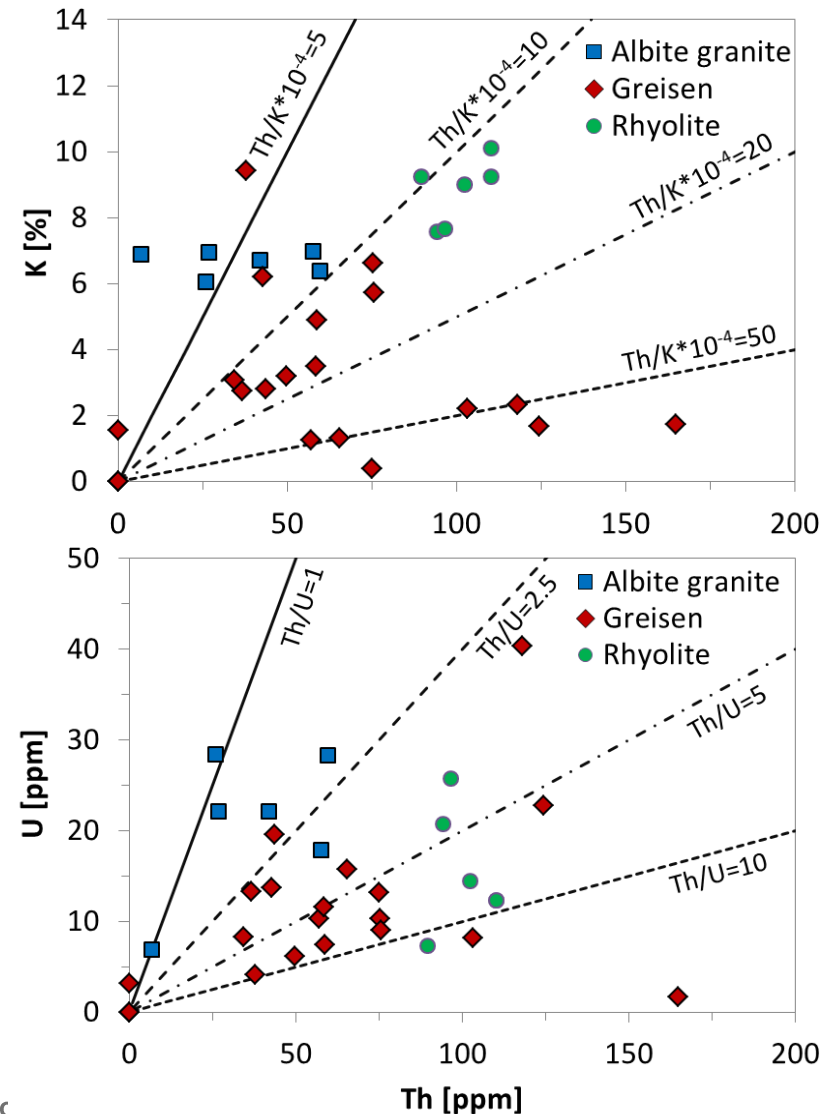 14
12
10
8
6
4
2
0
K [%]
0
50
100
150
200
Th/K*10⁻⁴=5
Th/K*10⁻⁴=10
Th/K*10⁻⁴=20
Th/K*10⁻⁴=50
Albite granite
Greisen
Rhyolite
50
40
30
20
10
0
U [ppm]
Th/U=1
Th/U=2.5
Th/U=5
Th/U=10
Albite granite
Greisen
Rhyolite
0
50
100
150
200
Th [ppm]